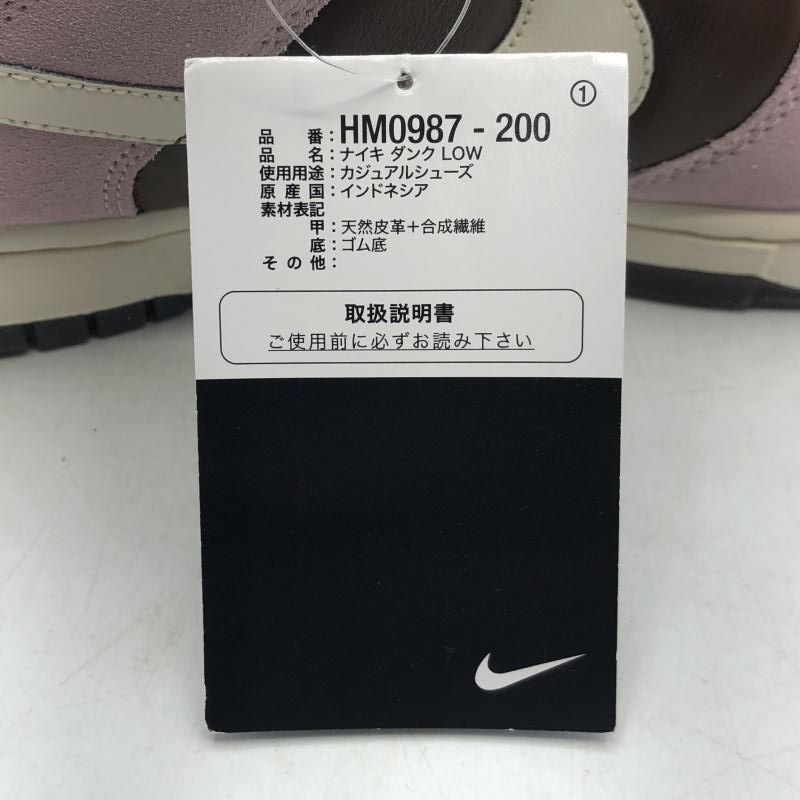 ①
品番：HM0987 - 200
品名：ナイキ ダンク LOW
使用用途：カジュアルシューズ
原産国：インドネシア
素材表記
甲：天然皮革＋合成繊維
底：ゴム底
その他：
取扱説明書
ご使用前に必ずお読み下さい